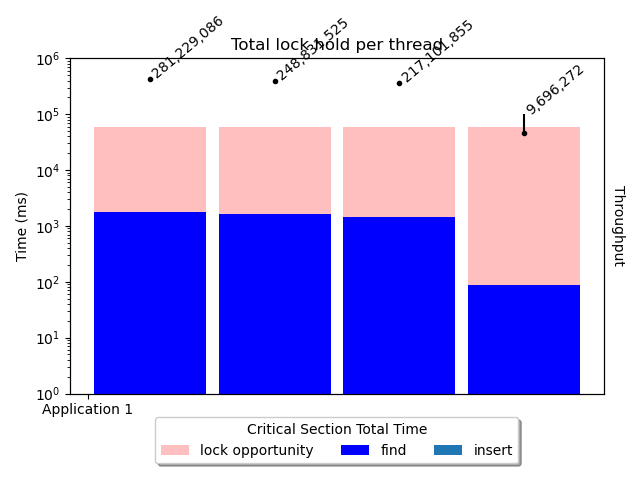 Total lock hold per thread
281,229,086
217,101,855
9,696,272
10^6
10^5
10^4
10^3
10^2
10^1
10^0
Time (ms)
Throughput
Application 1
Critical Section Total Time
lock opportunity
find
insert